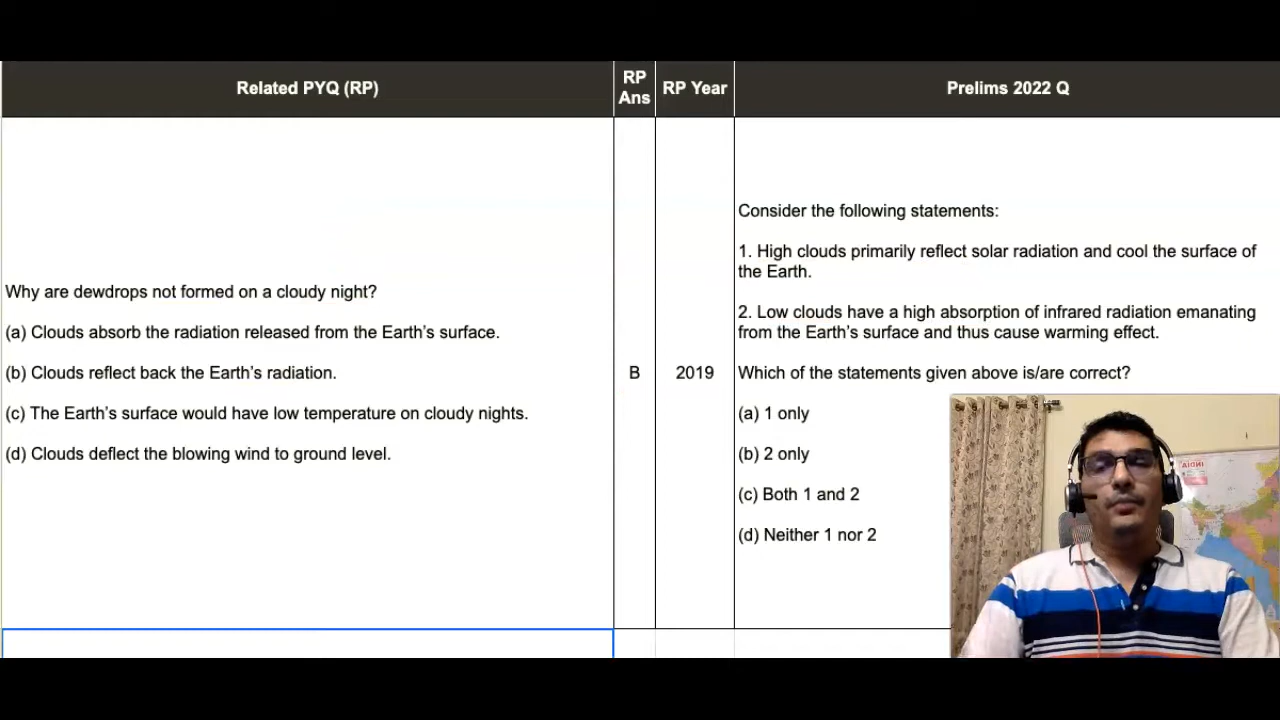 Related PYQ (RP)
RP
Ans
RP Year
Prelims 2022 Q
Why are dewdrops not formed on a cloudy night?
(a) Clouds absorb the radiation released from the Earth’s surface.
(b) Clouds reflect back the Earth’s radiation.
(c) The Earth’s surface would have low temperature on cloudy nights.
(d) Clouds deflect the blowing wind to ground level.
B
2019
Consider the following statements:
1. High clouds primarily reflect solar radiation and cool the surface of
the Earth.
2. Low clouds have a high absorption of infrared radiation emanating
from the Earth’s surface and thus cause warming effect.
Which of the statements given above is/are correct?
(a) 1 only
(b) 2 only
(c) Both 1 and 2
(d) Neither 1 nor 2
INDIA